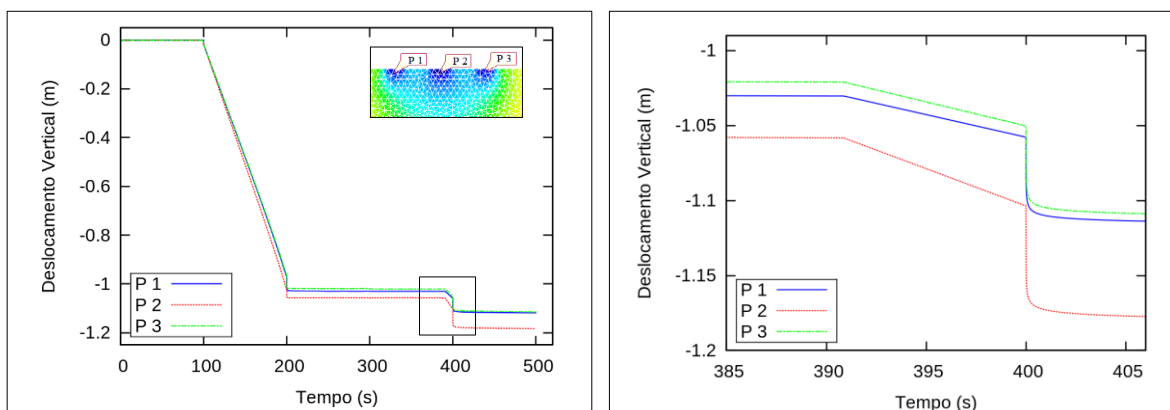 Deslocamento Vertical (m)
0
-0.2
-0.4
-0.6
-0.8
-1
-1.2
P 1
P 2
P 3
P 1
P 2
P 3
0
100
200
300
400
500
Tempo (s)
Deslocamento Vertical (m)
-1
-1.05
-1.1
-1.15
-1.2
P 1
P 2
P 3
385
390
395
400
405
Tempo (s)